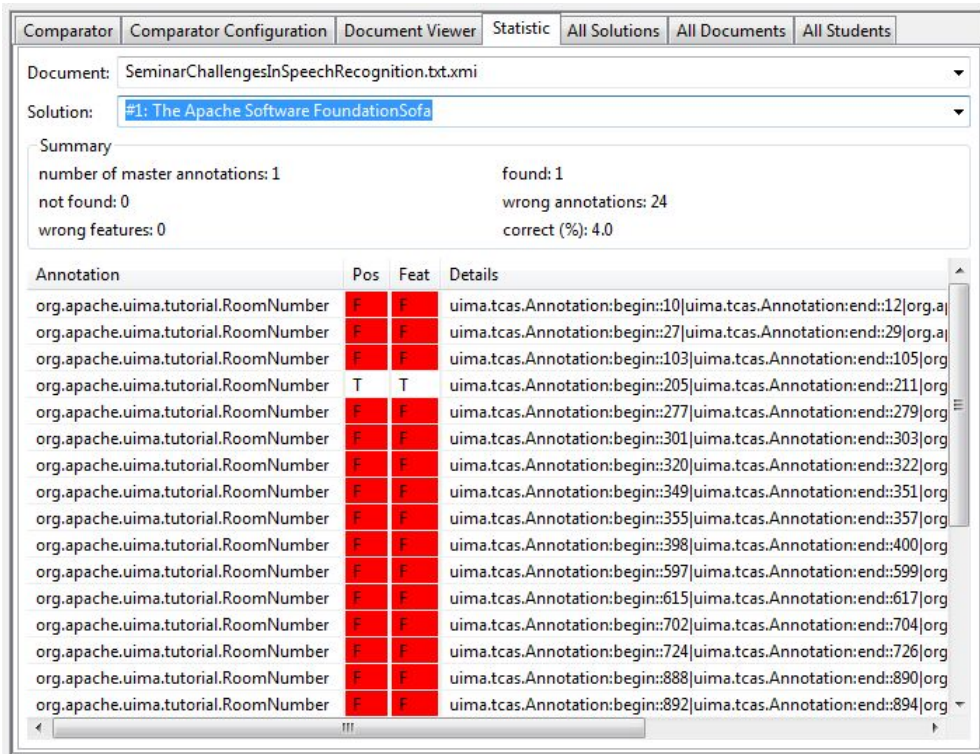 Comparator Comparator Configuration Document Viewer Statistic All Solutions All Documents All Students
Document: SeminarChallengesInSpeechRecognition.txt.xmi
Solution: #1: The Apache Software FoundationSofa
Summary
number of master annotations: 1 found: 1
not found: 0 wrong annotations: 24
wrong features: 0 correct (%): 4.0
Annotation Pos Feat Details
org.apache.uima.tutorial.RoomNumber F F uima.tcas.Annotation:begin::10|uima.tcas.Annotation:end::12|org.a
org.apache.uima.tutorial.RoomNumber F F uima.tcas.Annotation:begin::27|uima.tcas.Annotation:end::29|org.a
org.apache.uima.tutorial.RoomNumber F F uima.tcas.Annotation:begin::103|uima.tcas.Annotation:end::105|org
org.apache.uima.tutorial.RoomNumber T T uima.tcas.Annotation:begin::205|uima.tcas.Annotation:end::211|org
org.apache.uima.tutorial.RoomNumber F F uima.tcas.Annotation:begin::277|uima.tcas.Annotation:end::279|org
org.apache.uima.tutorial.RoomNumber F F uima.tcas.Annotation:begin::301|uima.tcas.Annotation:end::303|org
org.apache.uima.tutorial.RoomNumber F F uima.tcas.Annotation:begin::320|uima.tcas.Annotation:end::322|org
org.apache.uima.tutorial.RoomNumber F F uima.tcas.Annotation:begin::349|uima.tcas.Annotation:end::351|org
org.apache.uima.tutorial.RoomNumber F F uima.tcas.Annotation:begin::355|uima.tcas.Annotation:end::357|org
org.apache.uima.tutorial.RoomNumber F F uima.tcas.Annotation:begin::398|uima.tcas.Annotation:end::400|org
org.apache.uima.tutorial.RoomNumber F F uima.tcas.Annotation:begin::597|uima.tcas.Annotation:end::599|org
org.apache.uima.tutorial.RoomNumber F F uima.tcas.Annotation:begin::615|uima.tcas.Annotation:end::617|org
org.apache.uima.tutorial.RoomNumber F F uima.tcas.Annotation:begin::702|uima.tcas.Annotation:end::704|org
org.apache.uima.tutorial.RoomNumber F F uima.tcas.Annotation:begin::724|uima.tcas.Annotation:end::726|org
org.apache.uima.tutorial.RoomNumber F F uima.tcas.Annotation:begin::888|uima.tcas.Annotation:end::890|org
org.apache.uima.tutorial.RoomNumber F F uima.tcas.Annotation:begin::892|uima.tcas.Annotation:end::894|org